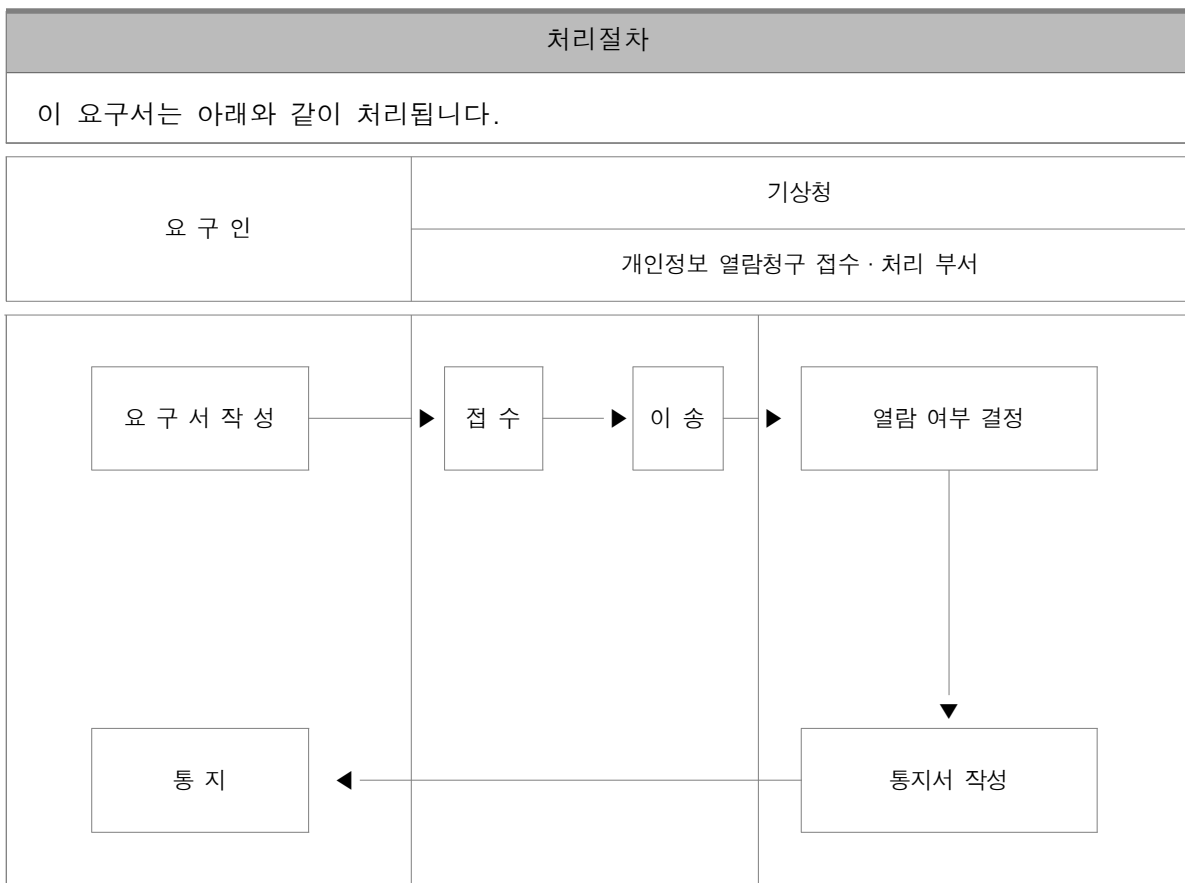 처리절차
이 요구서는 아래와 같이 처리됩니다.
요 구 인
기상청
개인정보 열람청구 접수 · 처리 부서
요 구 서 작 성
접 수
이 송
열람 여부 결정
통 지
통지서 작성